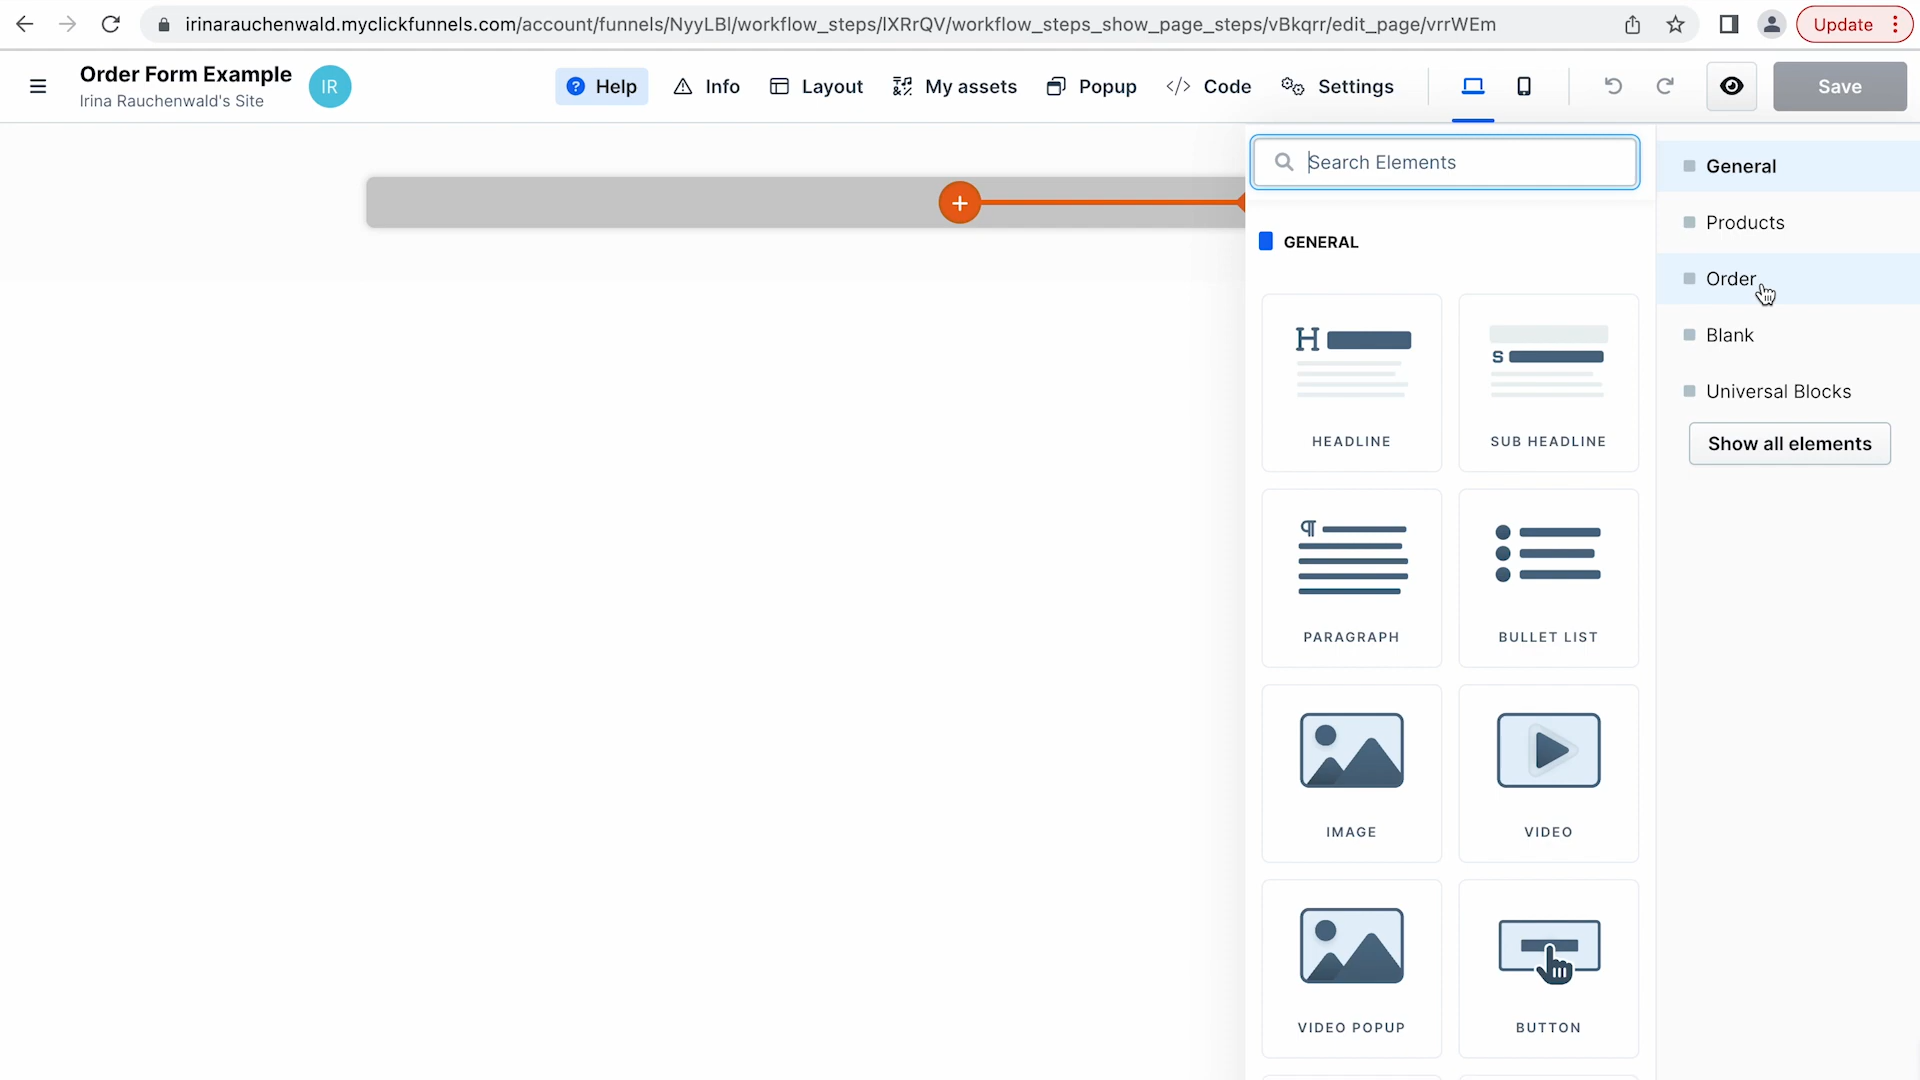 irinarauchenwald.myclickfunnels.com/account/funnels/NyyLBl/workflow_steps/lXRrQV/workflow_steps_show_page_steps/vBkqrr/edit_page/vrrWEm
Update
Order Form Example
Irina Rauchenwald's Site
IR
Help
Info
Layout
My assets
Popup
Code
Settings
Save
Search Elements
GENERAL
HEADLINE
SUB HEADLINE
PARAGRAPH
BULLET LIST
IMAGE
VIDEO
VIDEO POPUP
BUTTON
General
Products
Order
Blank
Universal Blocks
Show all elements